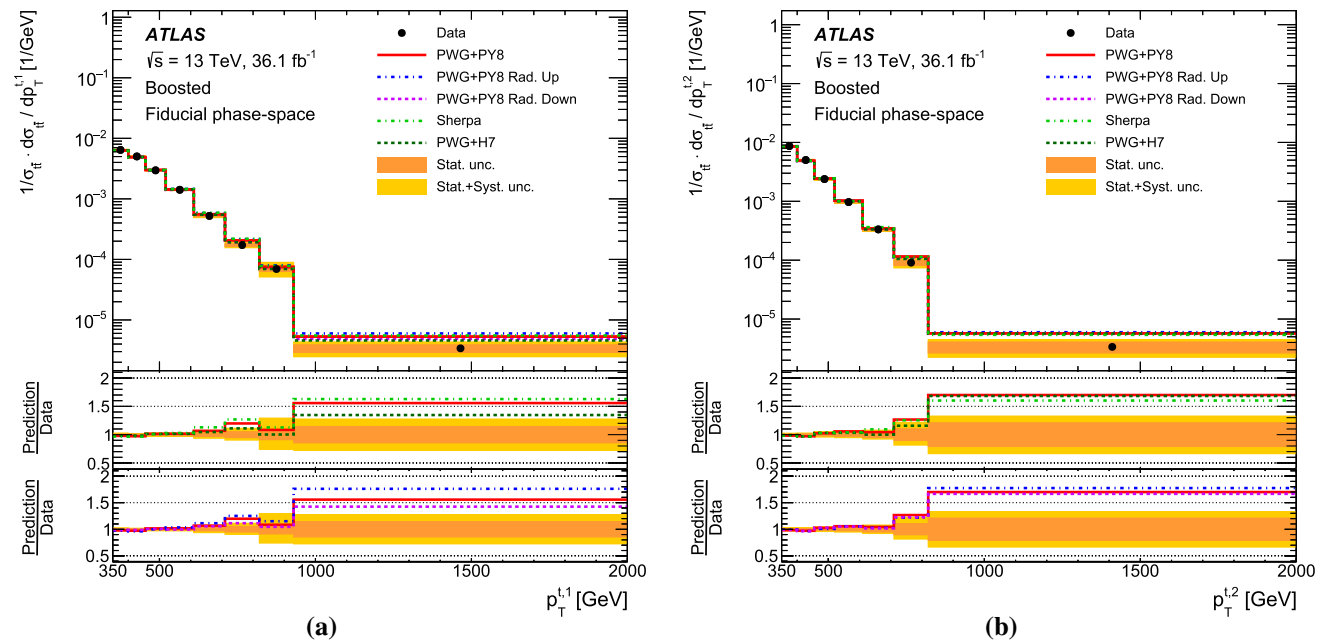 ATLAS
√s = 13 TeV, 36.1 fb⁻¹
Boosted
Fiducial phase-space
Data
PWG+PY8
PWG+PY8 Rad. Up
PWG+PY8 Rad. Down
Sherpa
PWG+H7
Stat. unc.
Stat.+Syst. unc.
1/σ_tt̄ · dσ_tt̄ / dp_T^t,1 [1/GeV]
1
10⁻¹
10⁻²
10⁻³
10⁻⁴
10⁻⁵
Prediction
Data
2
1.5
1
0.5
Prediction
Data
2
1.5
1
0.5
350 500 1000 1500 2000
p_T^t,1 [GeV]
(a)
ATLAS
√s = 13 TeV, 36.1 fb⁻¹
Boosted
Fiducial phase-space
Data
PWG+PY8
PWG+PY8 Rad. Up
PWG+PY8 Rad. Down
Sherpa
PWG+H7
Stat. unc.
Stat.+Syst. unc.
1/σ_tt̄ · dσ_tt̄ / dp_T^t,2 [1/GeV]
1
10⁻¹
10⁻²
10⁻³
10⁻⁴
10⁻⁵
Prediction
Data
2
1.5
1
0.5
Prediction
Data
2
1.5
1
0.5
350 500 1000 1500 2000
p_T^t,2 [GeV]
(b)